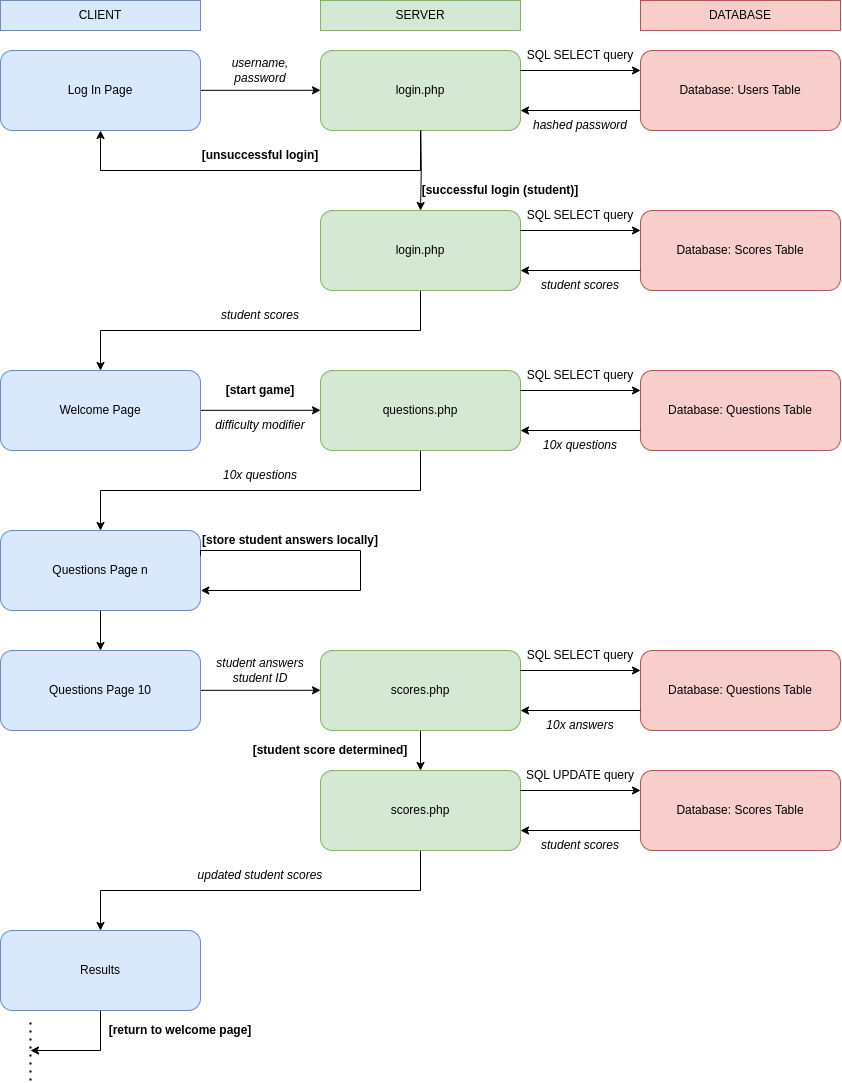 CLIENT
SERVER
DATABASE
Log In Page
username,
password
login.php
SQL SELECT query
hashed password
Database: Users Table
[unsuccessful login]
[successful login (student)]
login.php
SQL SELECT query
student scores
Database: Scores Table
student scores
Welcome Page
[start game]
difficulty modifier
questions.php
SQL SELECT query
10x questions
Database: Questions Table
10x questions
Questions Page n
[store student answers locally]
Questions Page 10
student answers
student ID
scores.php
SQL SELECT query
10x answers
Database: Questions Table
[student score determined]
scores.php
SQL UPDATE query
student scores
Database: Scores Table
updated student scores
Results
[return to welcome page]